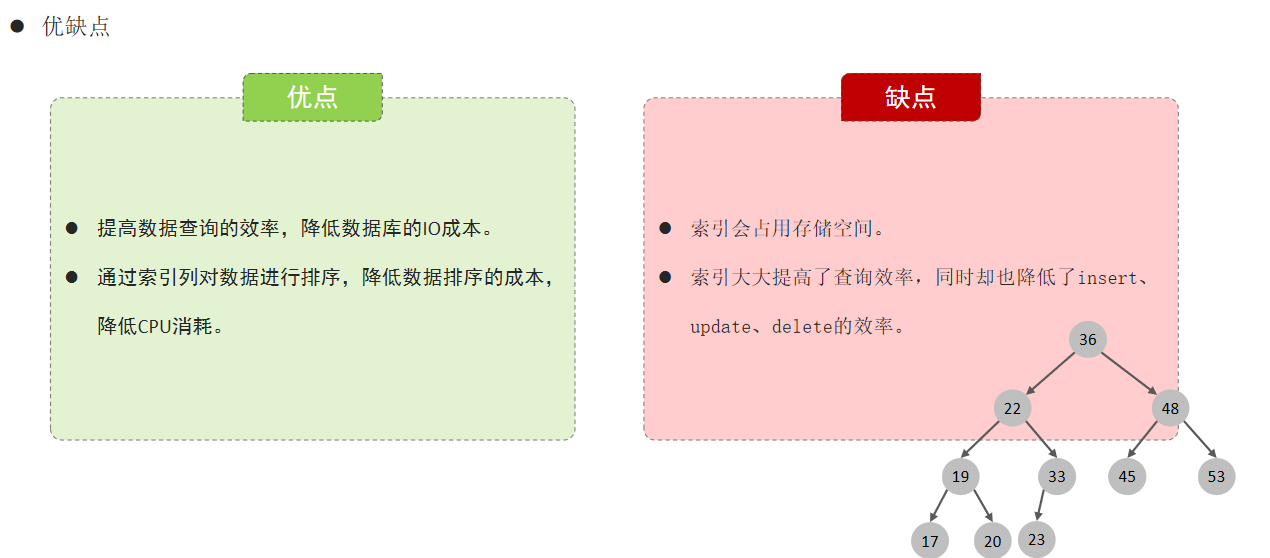 优缺点
优点
提高数据查询的效率，降低数据库的IO成本。
通过索引列对数据进行排序，降低数据排序的成本，
降低CPU消耗。
缺点
索引会占用存储空间。
索引大大提高了查询效率，同时却也降低了insert、
update、delete的效率。
36
22 48
19 33 45 53
17 20 23